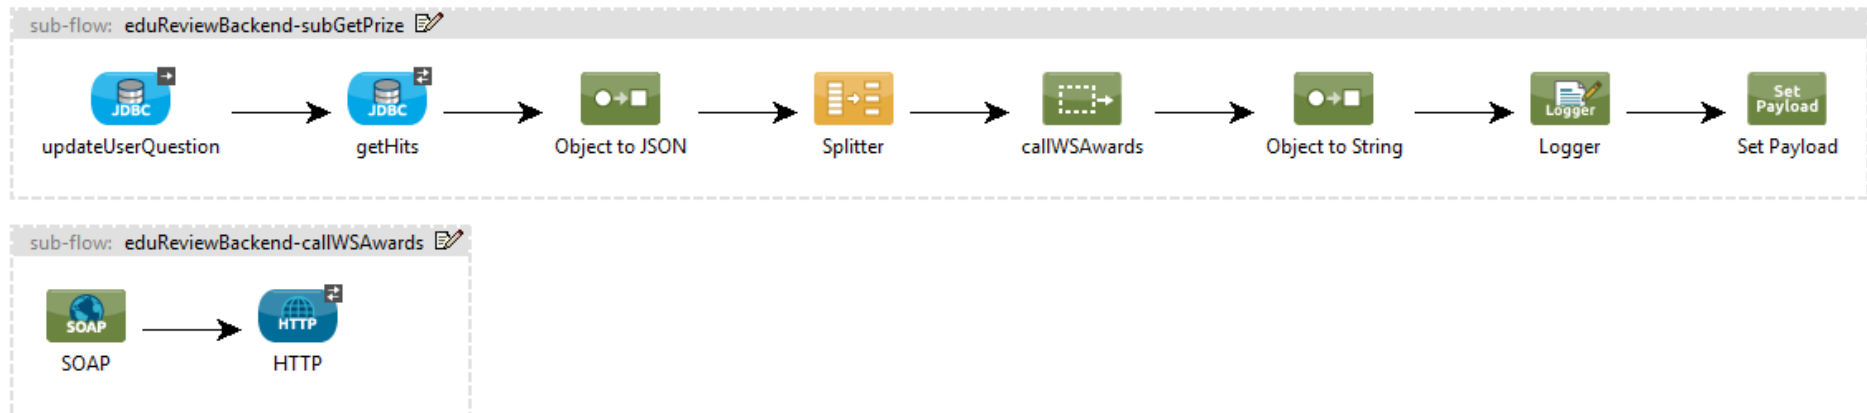 sub-flow: eduReviewBackend-subGetPrize
JDBC
JDBC
Logger
Set
Payload
updateUserQuestion
getHits
Object to JSON
Splitter
callWSAwards
Object to String
Logger
Set Payload
sub-flow: eduReviewBackend-callWSAwards
SOAP
HTTP
SOAP
HTTP